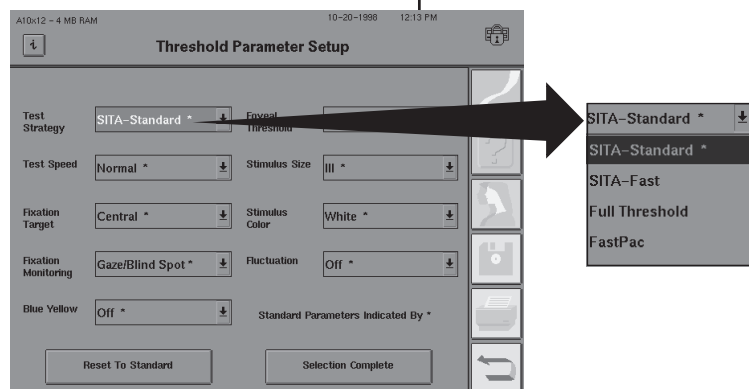 A10x12 – 4 MB RAM
10–20–1998 12:13 PM
i
Threshold Parameter Setup
Test Strategy
SITA–Standard *
Foveal Threshold
Test Speed
Normal *
Stimulus Size
III *
Fixation Target
Central *
Stimulus Color
White *
Fixation Monitoring
Gaze/Blind Spot *
Fluctuation
Off *
Blue Yellow
Off *
Standard Parameters Indicated By *
Reset To Standard
Selection Complete
SITA–Standard *
SITA–Standard *
SITA–Fast
Full Threshold
FastPac